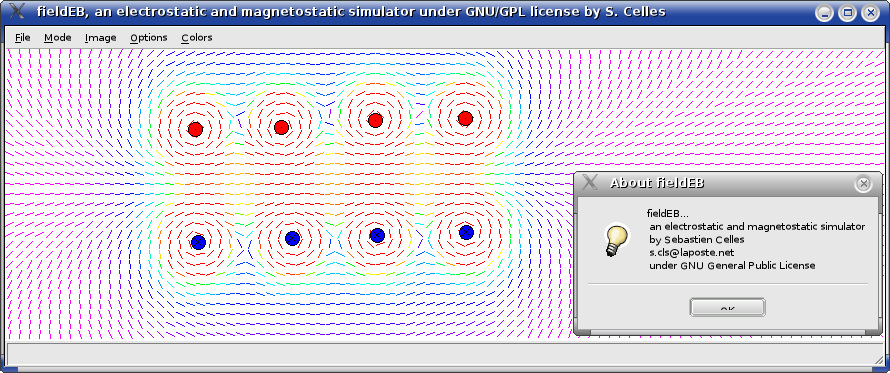 fieldEB, an electrostatic and magnetostatic simulator under GNU/GPL license by S. Celles
File Mode Image Options Colors
About fieldEB
fieldEB...
an electrostatic and magnetostatic simulator
by Sebastien Celles
s.cls@laposte.net
under GNU General Public License
OK